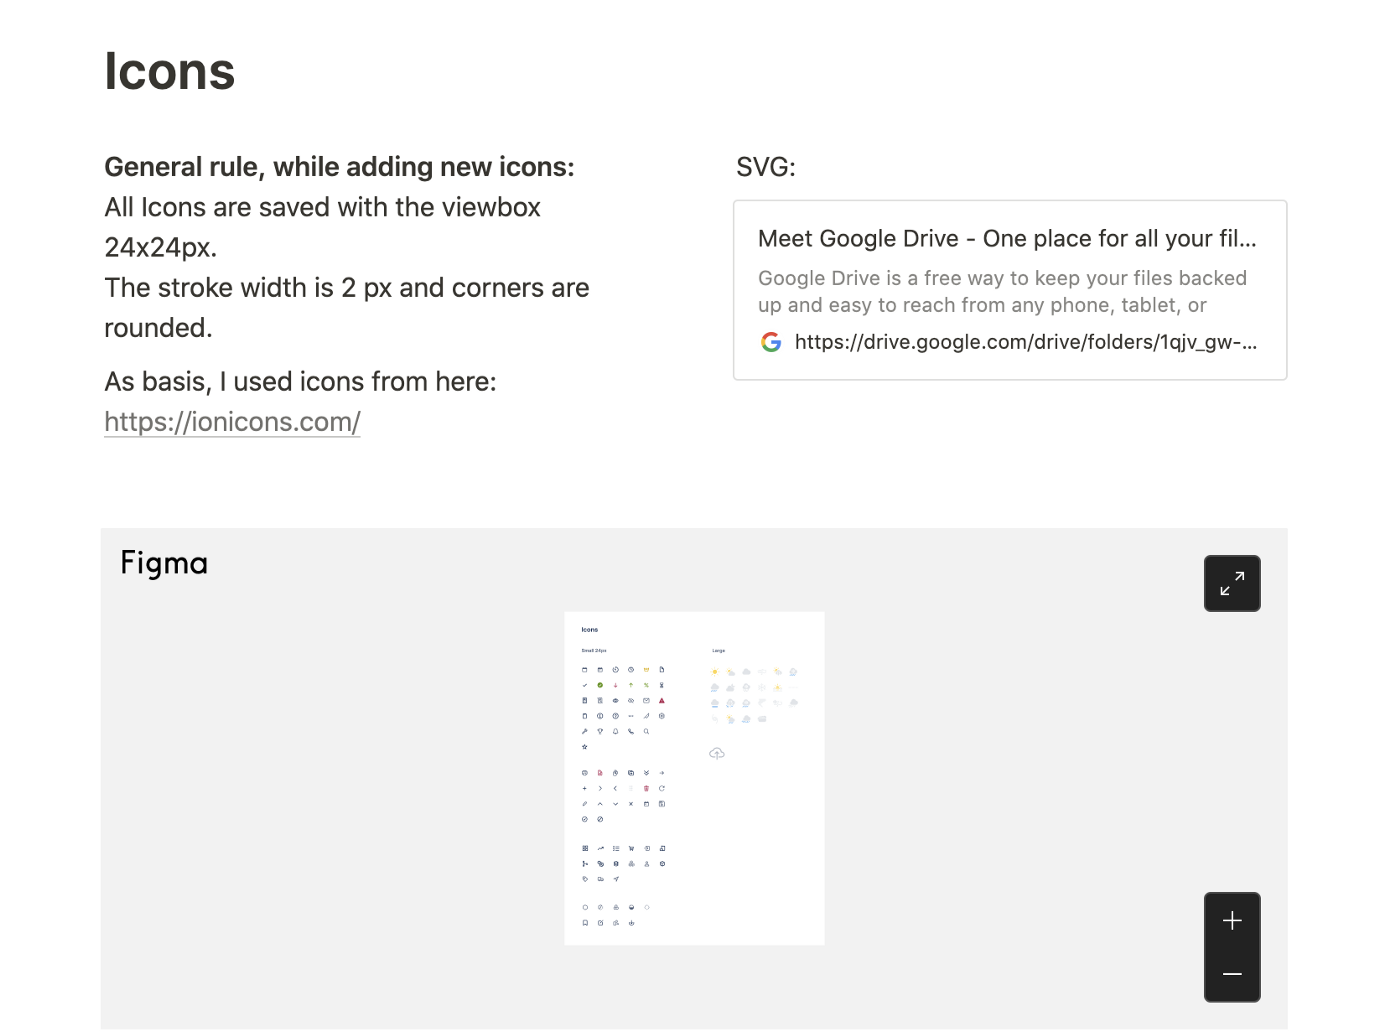 Icons
General rule, while adding new icons:
All Icons are saved with the viewbox
24x24px.
The stroke width is 2 px and corners are
rounded.
As basis, I used icons from here:
https://ionicons.com/
SVG:
Meet Google Drive - One place for all your fil...
Google Drive is a free way to keep your files backed
up and easy to reach from any phone, tablet, or
https://drive.google.com/drive/folders/1qjv_gw-...
Figma
Icons
Small 24px
Large